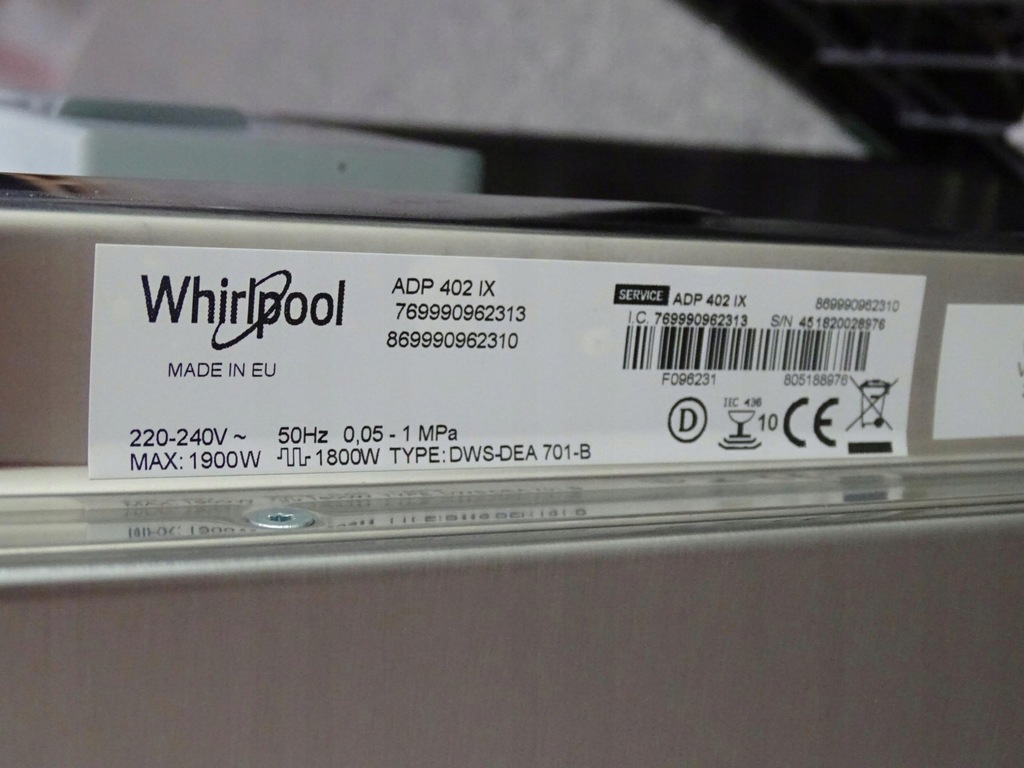 Whirlpool
MADE IN EU
ADP 402 IX
769990962313
869990962310
220-240V ~ 50Hz 0,05 - 1 MPa
MAX: 1900W 1800W TYPE: DWS-DEA 701-B
SERVICE ADP 402 IX 869990962310
I.C. 769990962313 S/N 451820028976
F096231 805188976
D IEC 436 10 CE